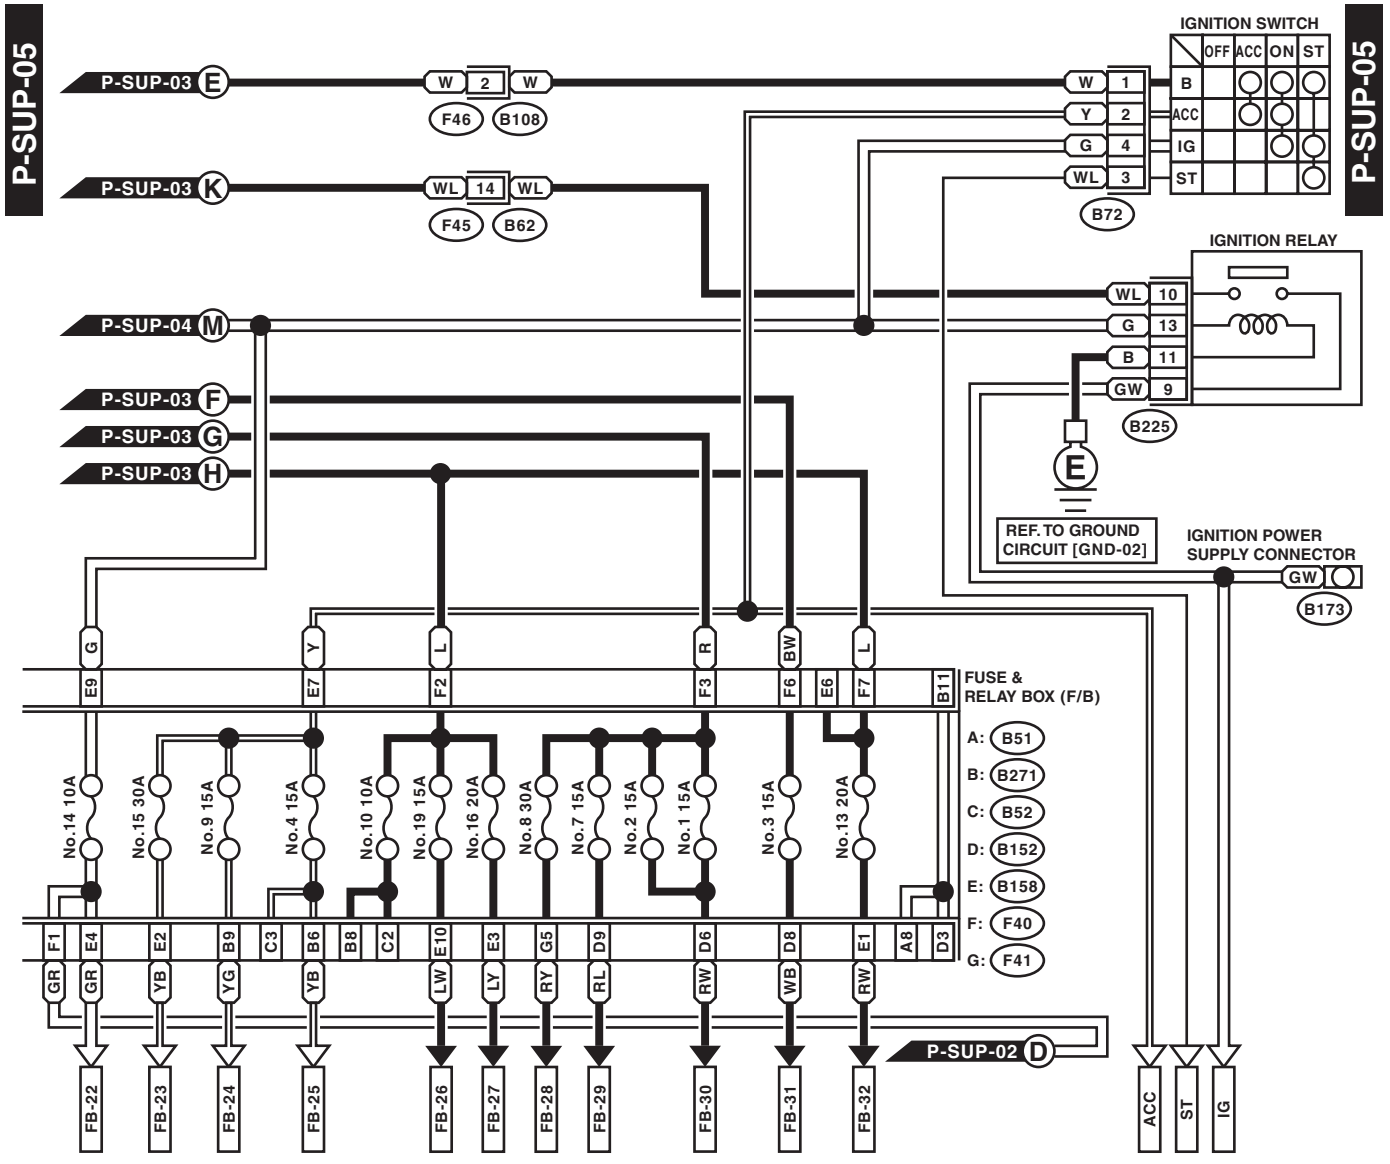 P-SUP-05
P-SUP-05
IGNITION SWITCH
OFF ACC ON ST
B
ACC
IG
ST
P-SUP-03 E
W 2 W
F46 B108
W 1
Y 2
G 4
WL 3
B72
P-SUP-03 K
WL 14 WL
F45 B62
IGNITION RELAY
WL 10
G 13
B 11
GW 9
B225
P-SUP-04 M
P-SUP-03 F
P-SUP-03 G
P-SUP-03 H
E
REF. TO GROUND
CIRCUIT [GND-02]
IGNITION POWER
SUPPLY CONNECTOR
GW
B173
G Y L R BW L
E9 E7 F2 F3 F6 E6 F7 B11
FUSE &
RELAY BOX (F/B)
A: B51
B: B271
C: B52
D: B152
E: B158
F: F40
G: F41
No.14 10A
No.15 30A
No.9 15A
No.4 15A
No.10 10A
No.19 15A
No.16 20A
No.8 30A
No.7 15A
No.2 15A
No.1 15A
No.3 15A
No.13 20A
F1 E4 E2 B9 C3 B6 B8 C2 E10 E3 G5 D9 D6 D8 E1 A8 D3
GR GR YB YG YB LW LY RY RL RW WB RW
P-SUP-02 D
FB-22
FB-23
FB-24
FB-25
FB-26
FB-27
FB-28
FB-29
FB-30
FB-31
FB-32
ACC
ST
IG